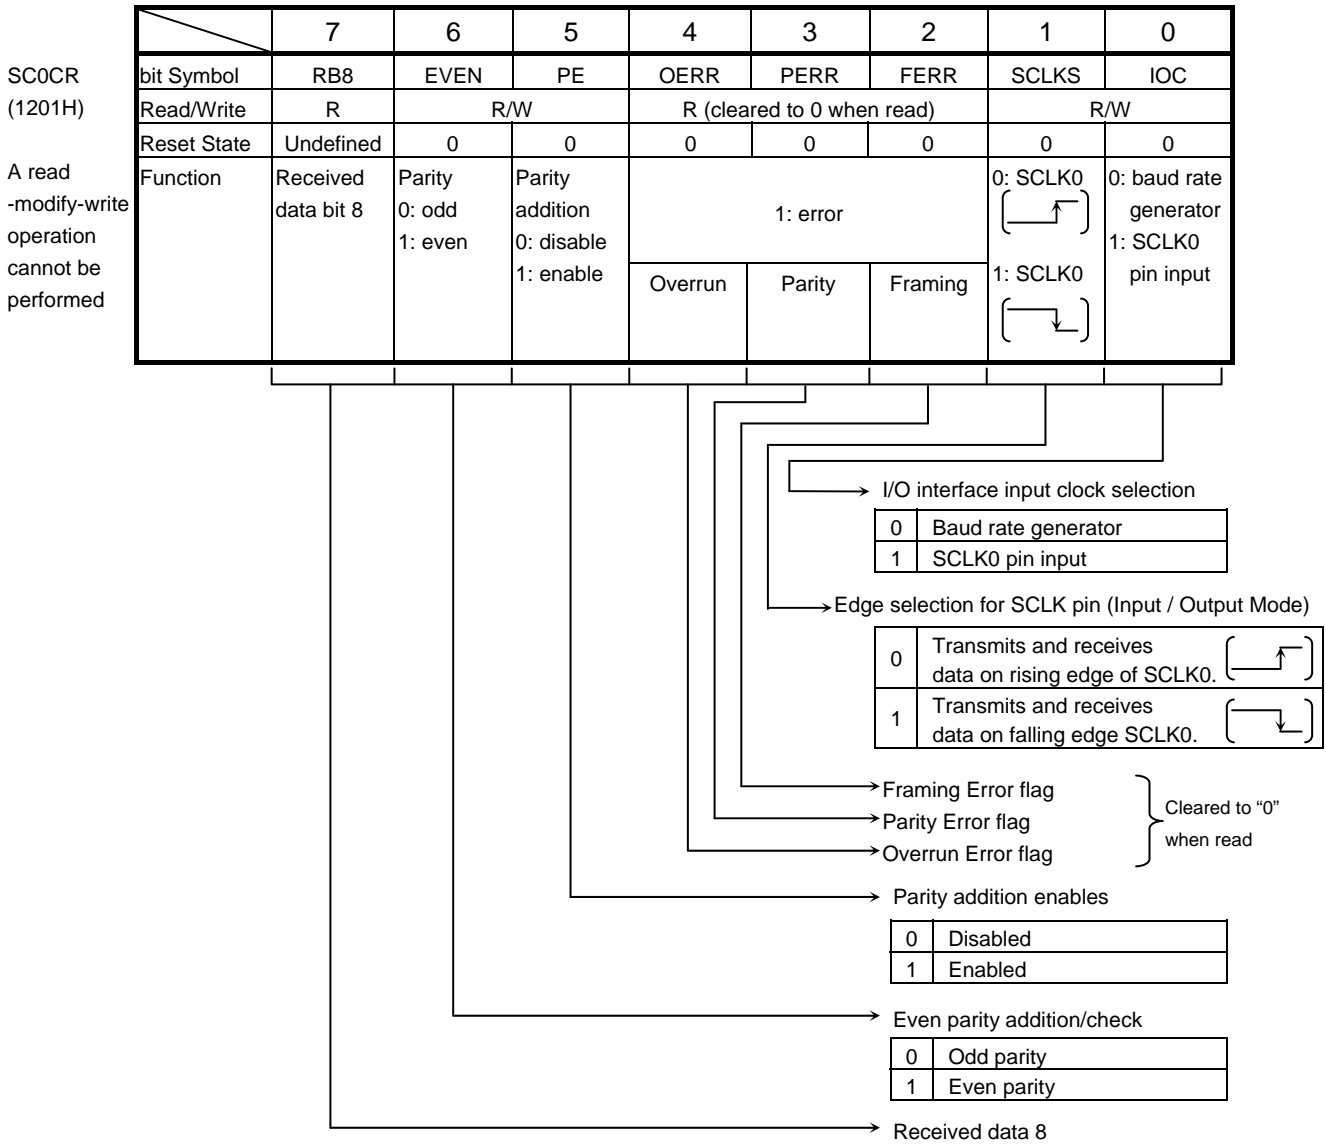 7 6 5 4 3 2 1 0
SC0CR
(1201H)
A read
-modify-write
operation
cannot be
performed
bit Symbol RB8 EVEN PE OERR PERR FERR SCLKS IOC
Read/Write R R/W R (cleared to 0 when read) R/W
Reset State Undefined 0 0 0 0 0 0 0
Function
Received
data bit 8
Parity
0: odd
1: even
Parity
addition
0: disable
1: enable
1: error
Overrun Parity Framing
0: SCLK0
1: SCLK0
0: baud rate
generator
1: SCLK0
pin input
I/O interface input clock selection
0 Baud rate generator
1 SCLK0 pin input
Edge selection for SCLK pin (Input / Output Mode)
0 Transmits and receives
data on rising edge of SCLK0.
1 Transmits and receives
data on falling edge SCLK0.
Framing Error flag
Parity Error flag
Overrun Error flag
Cleared to “0”
when read
Parity addition enables
0 Disabled
1 Enabled
Even parity addition/check
0 Odd parity
1 Even parity
Received data 8